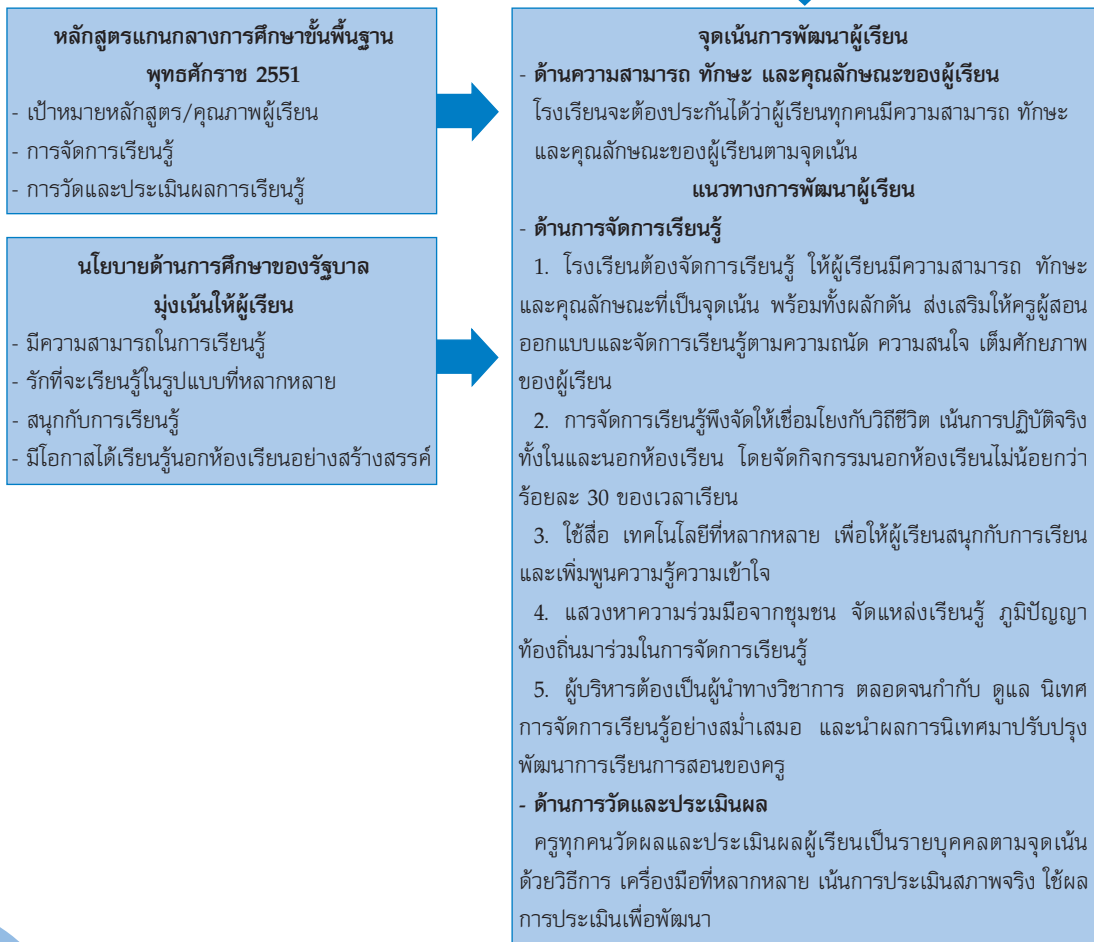 หลักสูตรแกนกลางการศึกษาขั้นพื้นฐาน
พุทธศักราช 2551
- เป้าหมายหลักสูตร/คุณภาพผู้เรียน
- การจัดการเรียนรู้
- การวัดและประเมินผลการเรียนรู้
นโยบายด้านการศึกษาของรัฐบาล
มุ่งเน้นให้ผู้เรียน
- มีความสามารถในการเรียนรู้
- รักที่จะเรียนรู้ในรูปแบบที่หลากหลาย
- สนุกกับการเรียนรู้
- มีโอกาสได้เรียนรู้นอกห้องเรียนอย่างสร้างสรรค์
จุดเน้นการพัฒนาผู้เรียน
- ด้านความสามารถ ทักษะ และคุณลักษณะของผู้เรียน
โรงเรียนจะต้องประกันได้ว่าผู้เรียนทุกคนมีความสามารถ ทักษะ
และคุณลักษณะของผู้เรียนตามจุดเน้น
แนวทางการพัฒนาผู้เรียน
- ด้านการจัดการเรียนรู้
1. โรงเรียนต้องจัดการเรียนรู้ ให้ผู้เรียนมีความสามารถ ทักษะ
และคุณลักษณะที่เป็นจุดเน้น พร้อมทั้งผลักดัน ส่งเสริมให้ครูผู้สอน
ออกแบบและจัดการเรียนรู้ตามความถนัด ความสนใจ เต็มศักยภาพ
ของผู้เรียน
2. การจัดการเรียนรู้พึงจัดให้เชื่อมโยงกับวิถีชีวิต เน้นการปฏิบัติจริง
ทั้งในและนอกห้องเรียน โดยจัดกิจกรรมนอกห้องเรียนไม่น้อยกว่า
ร้อยละ 30 ของเวลาเรียน
3. ใช้สื่อ เทคโนโลยีที่หลากหลาย เพื่อให้ผู้เรียนสนุกกับการเรียน
และเพิ่มพูนความรู้ความเข้าใจ
4. แสวงหาความร่วมมือจากชุมชน จัดแหล่งเรียนรู้ ภูมิปัญญา
ท้องถิ่นมาร่วมในการจัดการเรียนรู้
5. ผู้บริหารต้องเป็นผู้นำทางวิชาการ ตลอดจนกำกับ ดูแล นิเทศ
การจัดการเรียนรู้อย่างสม่ำเสมอ และนำผลการนิเทศมาปรับปรุง
พัฒนาการเรียนการสอนของครู
- ด้านการวัดและประเมินผล
ครูทุกคนวัดผลและประเมินผลผู้เรียนเป็นรายบุคคลตามจุดเน้น
ด้วยวิธีการ เครื่องมือที่หลากหลาย เน้นการประเมินสภาพจริง ใช้ผล
การประเมินเพื่อพัฒนา